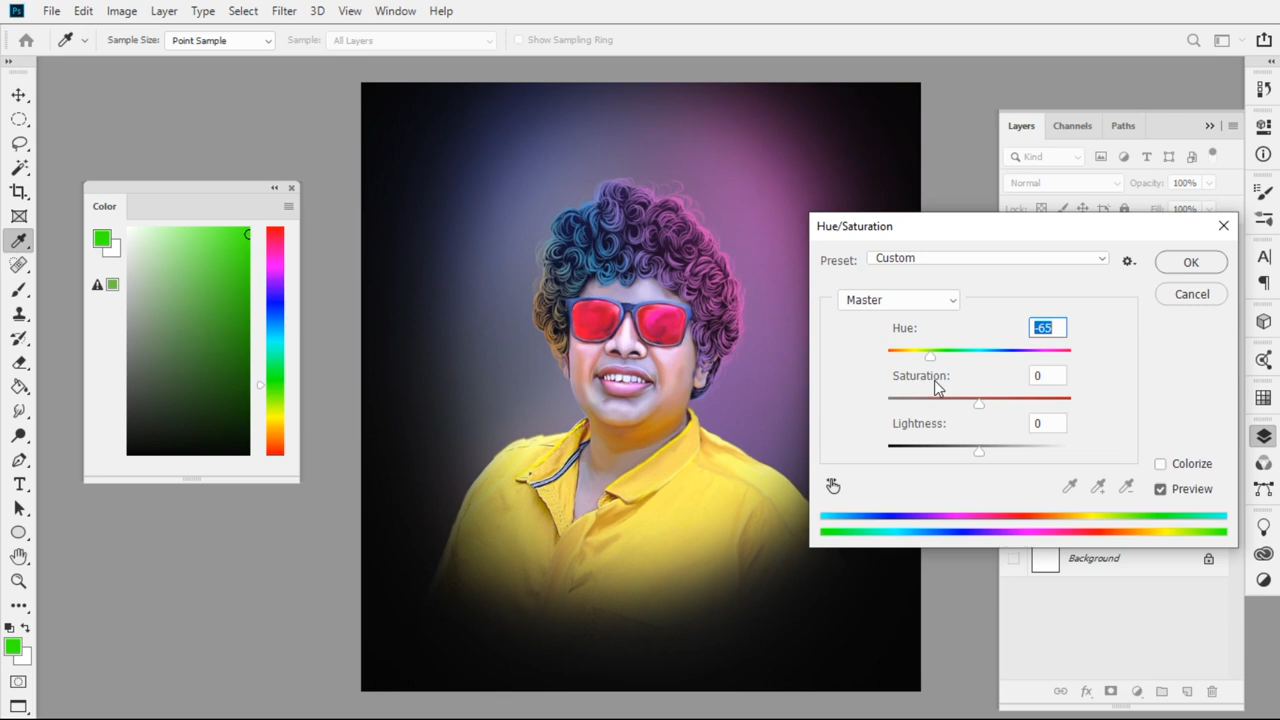 Ps File Edit Image Layer Type Select Filter 3D View Window Help
Sample Size: Point Sample Sample: All Layers Show Sampling Ring
Color
Layers Channels Paths
Kind
Normal Opacity: 100%
Lock: Fill: 100%
Hue/Saturation
Preset: Custom
OK
Master
Cancel
Hue: -65
Saturation: 0
Lightness: 0
Colorize
Preview
Background